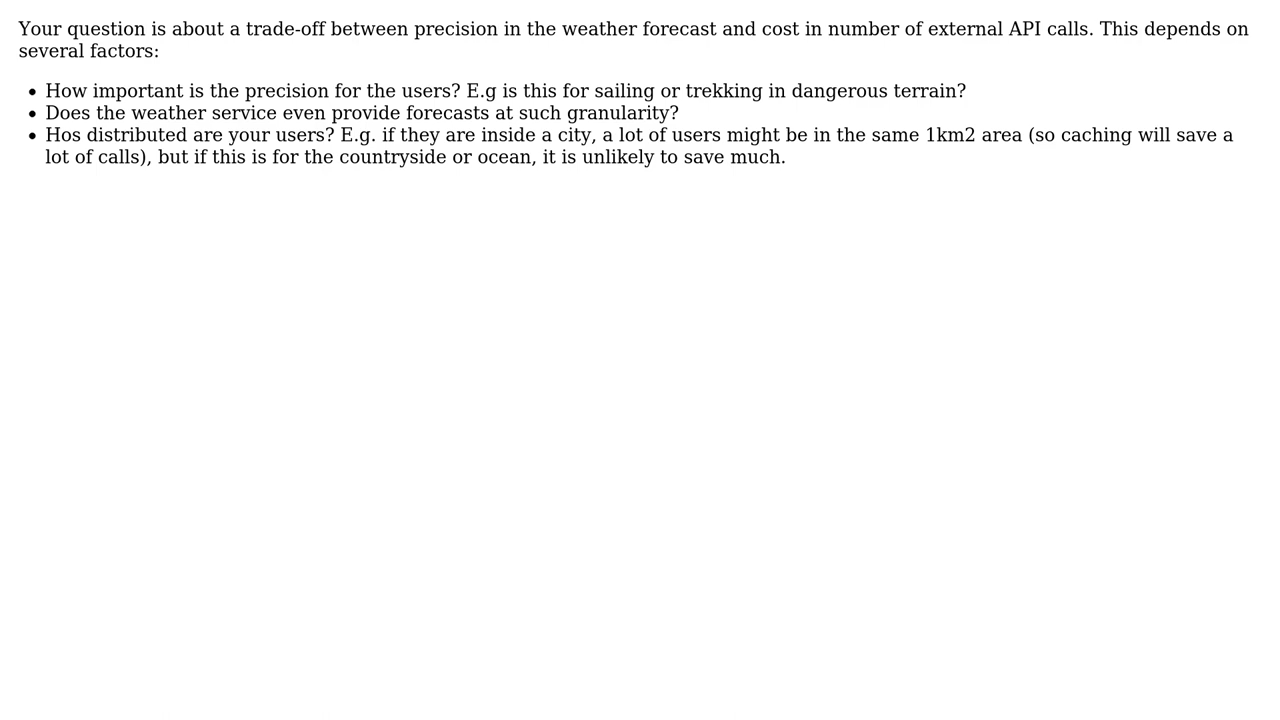 Your question is about a trade-off between precision in the weather forecast and cost in number of external API calls. This depends on
several factors:
• How important is the precision for the users? E.g is this for sailing or trekking in dangerous terrain?
• Does the weather service even provide forecasts at such granularity?
• Hos distributed are your users? E.g. if they are inside a city, a lot of users might be in the same 1km2 area (so caching will save a
lot of calls), but if this is for the countryside or ocean, it is unlikely to save much.